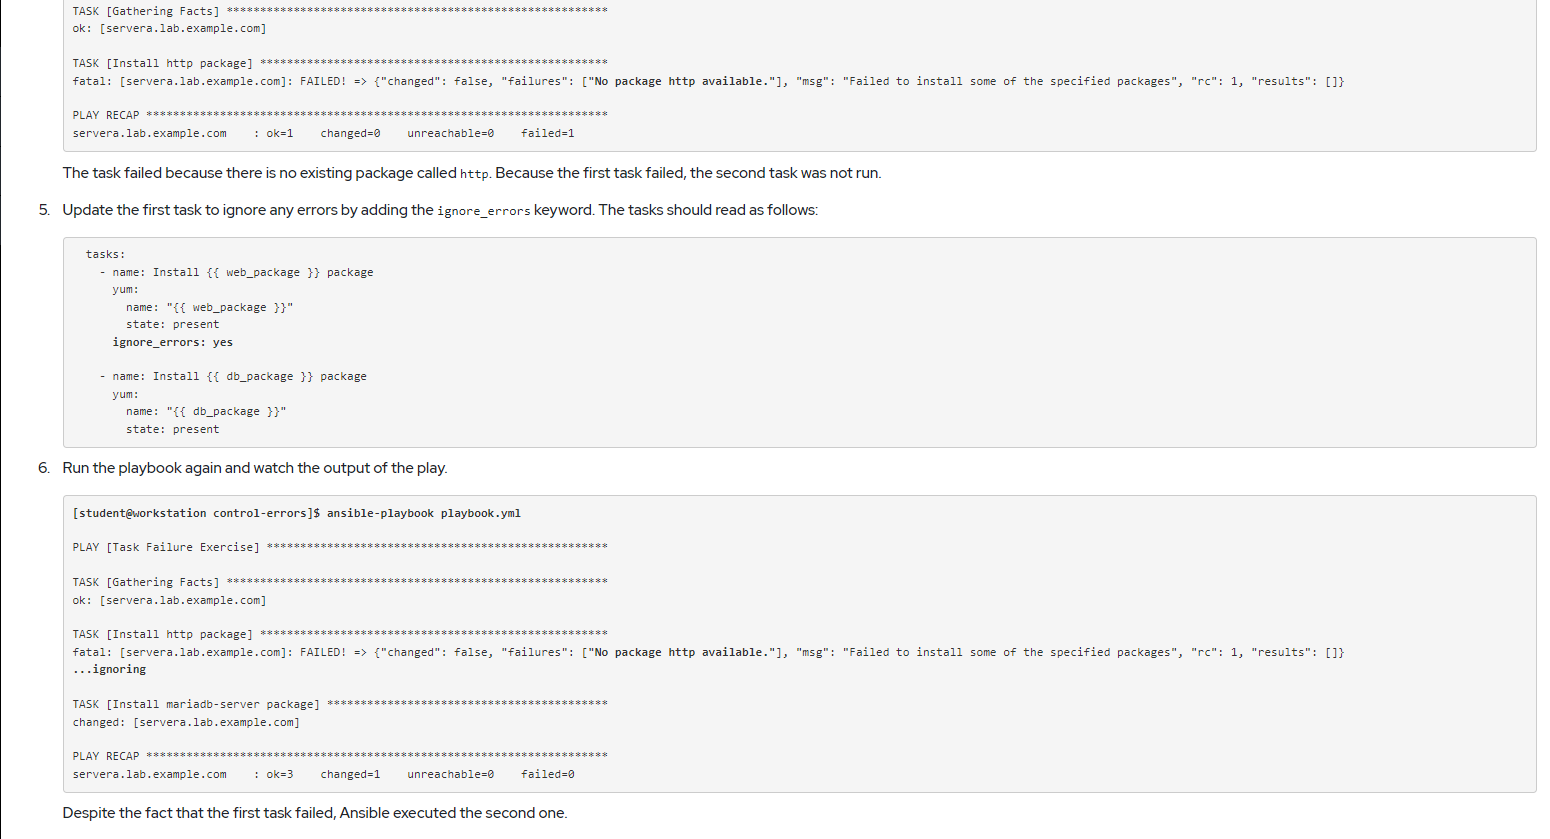 TASK [Gathering Facts] *********************************************************
ok: [servera.lab.example.com]
TASK [Install http package] ****************************************************
fatal: [servera.lab.example.com]: FAILED! => {"changed": false, "failures": ["No package http available."], "msg": "Failed to install some of the specified packages", "rc": 1, "results": []}
PLAY RECAP *********************************************************************
servera.lab.example.com    : ok=1    changed=0    unreachable=0    failed=1
The task failed because there is no existing package called http. Because the first task failed, the second task was not run.
5. Update the first task to ignore any errors by adding the ignore_errors keyword. The tasks should read as follows:
  tasks:
    - name: Install {{ web_package }} package
      yum:
        name: "{{ web_package }}"
        state: present
      ignore_errors: yes
    - name: Install {{ db_package }} package
      yum:
        name: "{{ db_package }}"
        state: present
6. Run the playbook again and watch the output of the play.
[student@workstation control-errors]$ ansible-playbook playbook.yml
PLAY [Task Failure Exercise] ***************************************************
TASK [Gathering Facts] *********************************************************
ok: [servera.lab.example.com]
TASK [Install http package] ****************************************************
fatal: [servera.lab.example.com]: FAILED! => {"changed": false, "failures": ["No package http available."], "msg": "Failed to install some of the specified packages", "rc": 1, "results": []}
...ignoring
TASK [Install mariadb-server package] ******************************************
changed: [servera.lab.example.com]
PLAY RECAP *********************************************************************
servera.lab.example.com    : ok=3    changed=1    unreachable=0    failed=0
Despite the fact that the first task failed, Ansible executed the second one.